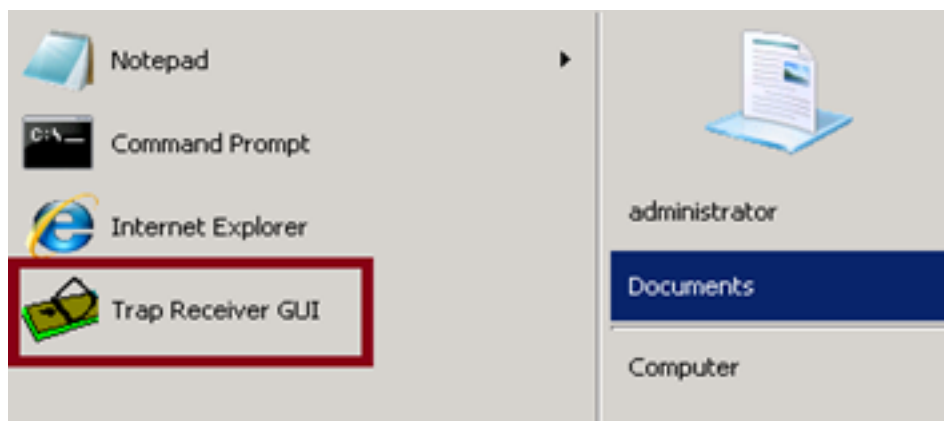 Notepad
C:\_
Command Prompt
Internet Explorer
Trap Receiver GUI
administrator
Documents
Computer